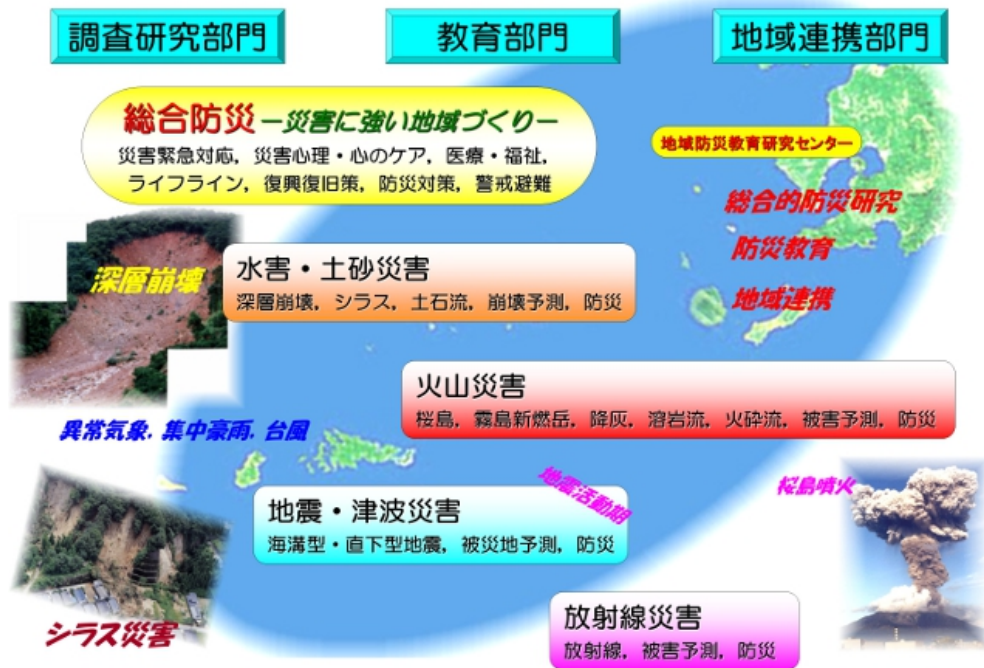 調査研究部門
教育部門
地域連携部門
総合防災 ー災害に強い地域づくりー
災害緊急対応，災害心理・心のケア，医療・福祉，
ライフライン，復興復旧策，防災対策，警戒避難
地域防災教育研究センター
総合的防災研究
防災教育
地域連携
深層崩壊
水害・土砂災害
深層崩壊，シラス，土石流，崩壊予測，防災
火山災害
桜島，霧島新燃岳，降灰，溶岩流，火砕流，被害予測，防災
異常気象，集中豪雨，台風
地震活動期
桜島噴火
地震・津波災害
海溝型・直下型地震，被災地予測，防災
シラス災害
放射線災害
放射線，被害予測，防災